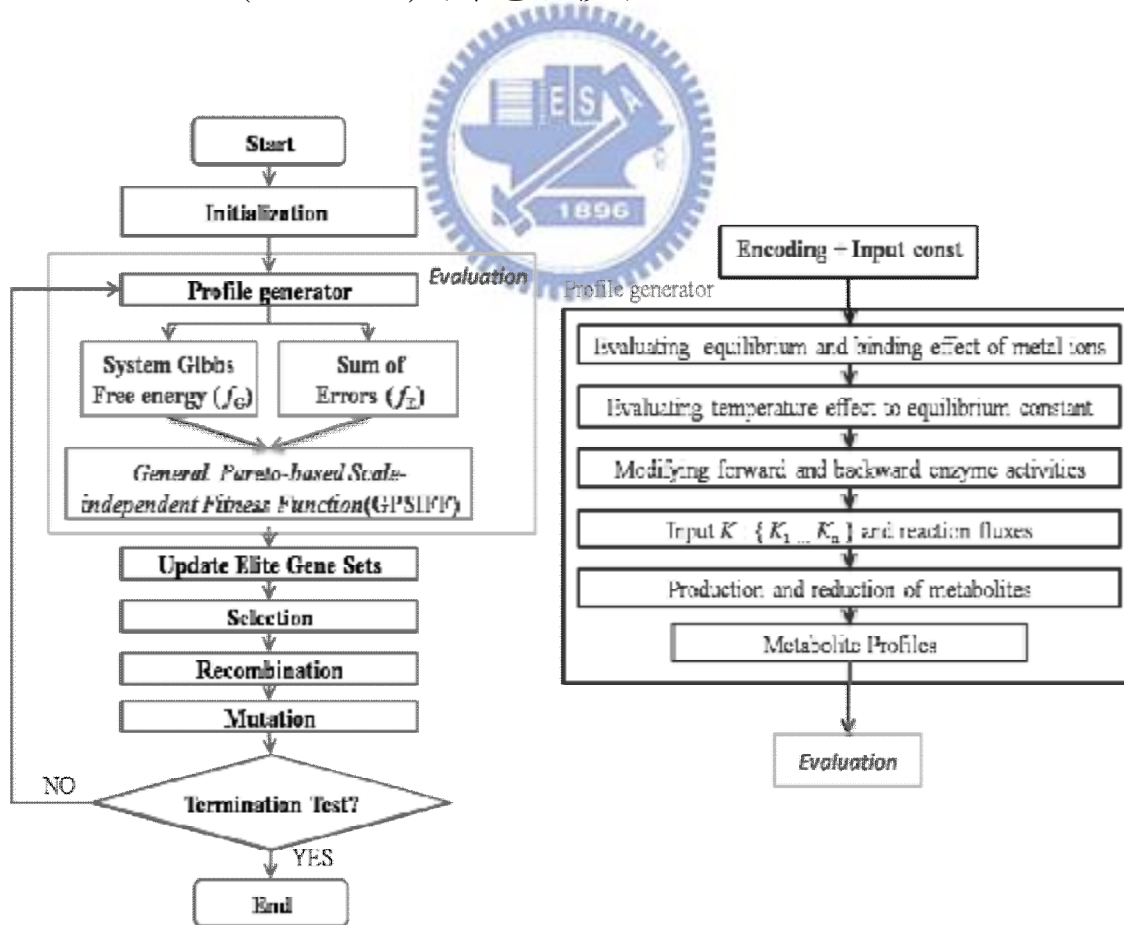 Start
Initialization
Evaluation
Profile generator
System Gibbs
Free energy (fG)
Sum of
Errors (fΣ)
General Pareto-based Scale-
independent Fitness Function(GPSIFF)
Update Elite Gene Sets
Selection
Recombination
Mutation
Termination Test?
NO
YES
End
ESA
1896
Encoding + Input const
Profile generator
Evaluating equilibrium and binding effect of metal ions
Evaluating temperature effect to equilibrium constant
Modifying forward and backward enzyme activities
Input K : { K1 ... Kn } and reaction fluxes
Production and reduction of metabolites
Metabolite Profiles
Evaluation